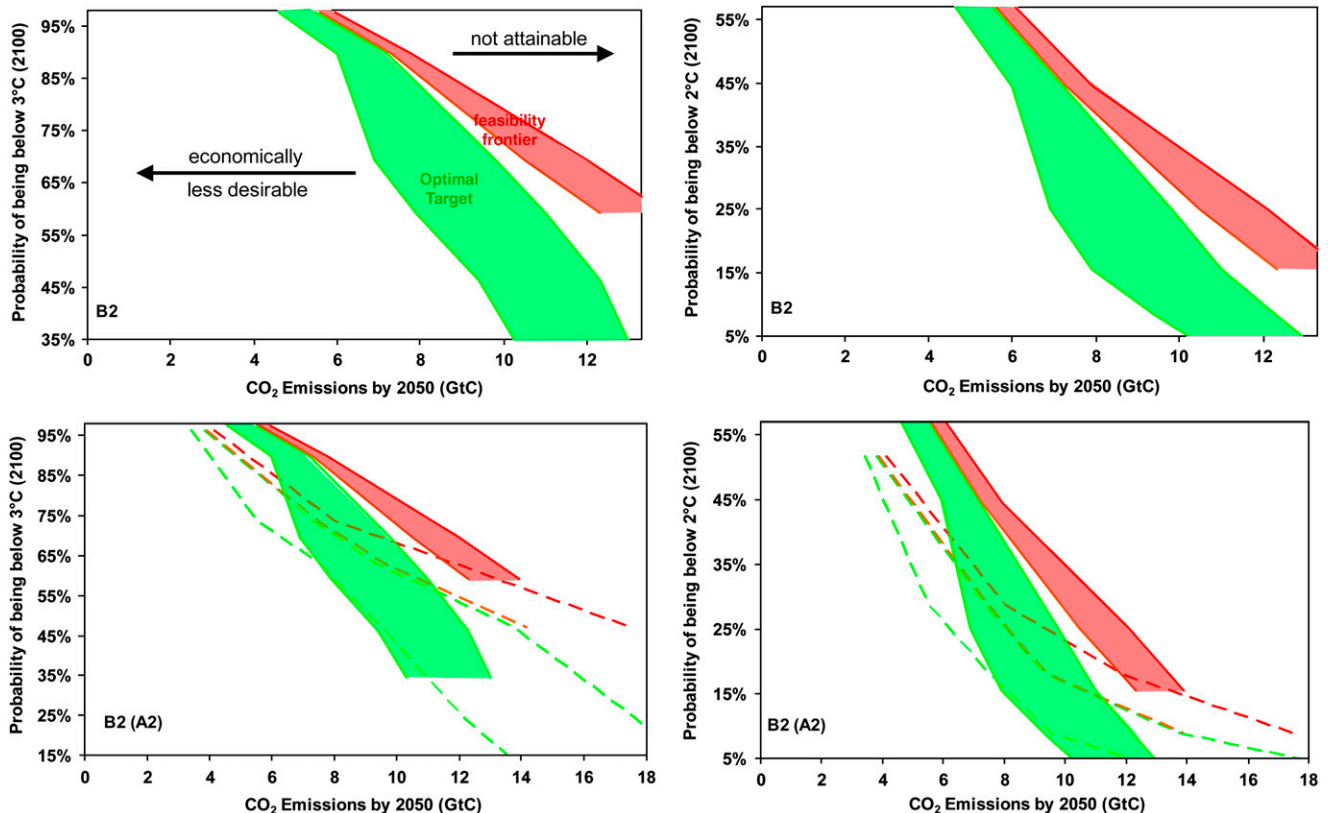 Probability of being below 3°C (2100)
95%
85%
75%
65%
55%
45%
35%
not attainable
feasibility
frontier
economically
less desirable
Optimal
Target
B2
0 2 4 6 8 10 12
CO₂ Emissions by 2050 (GtC)
Probability of being below 2°C (2100)
55%
45%
35%
25%
15%
5%
B2
0 2 4 6 8 10 12
CO₂ Emissions by 2050 (GtC)
Probability of being below 3°C (2100)
95%
85%
75%
65%
55%
45%
35%
25%
15%
B2 (A2)
0 2 4 6 8 10 12 14 16 18
CO₂ Emissions by 2050 (GtC)
Probability of being below 2°C (2100)
55%
45%
35%
25%
15%
5%
B2 (A2)
0 2 4 6 8 10 12 14 16 18
CO₂ Emissions by 2050 (GtC)